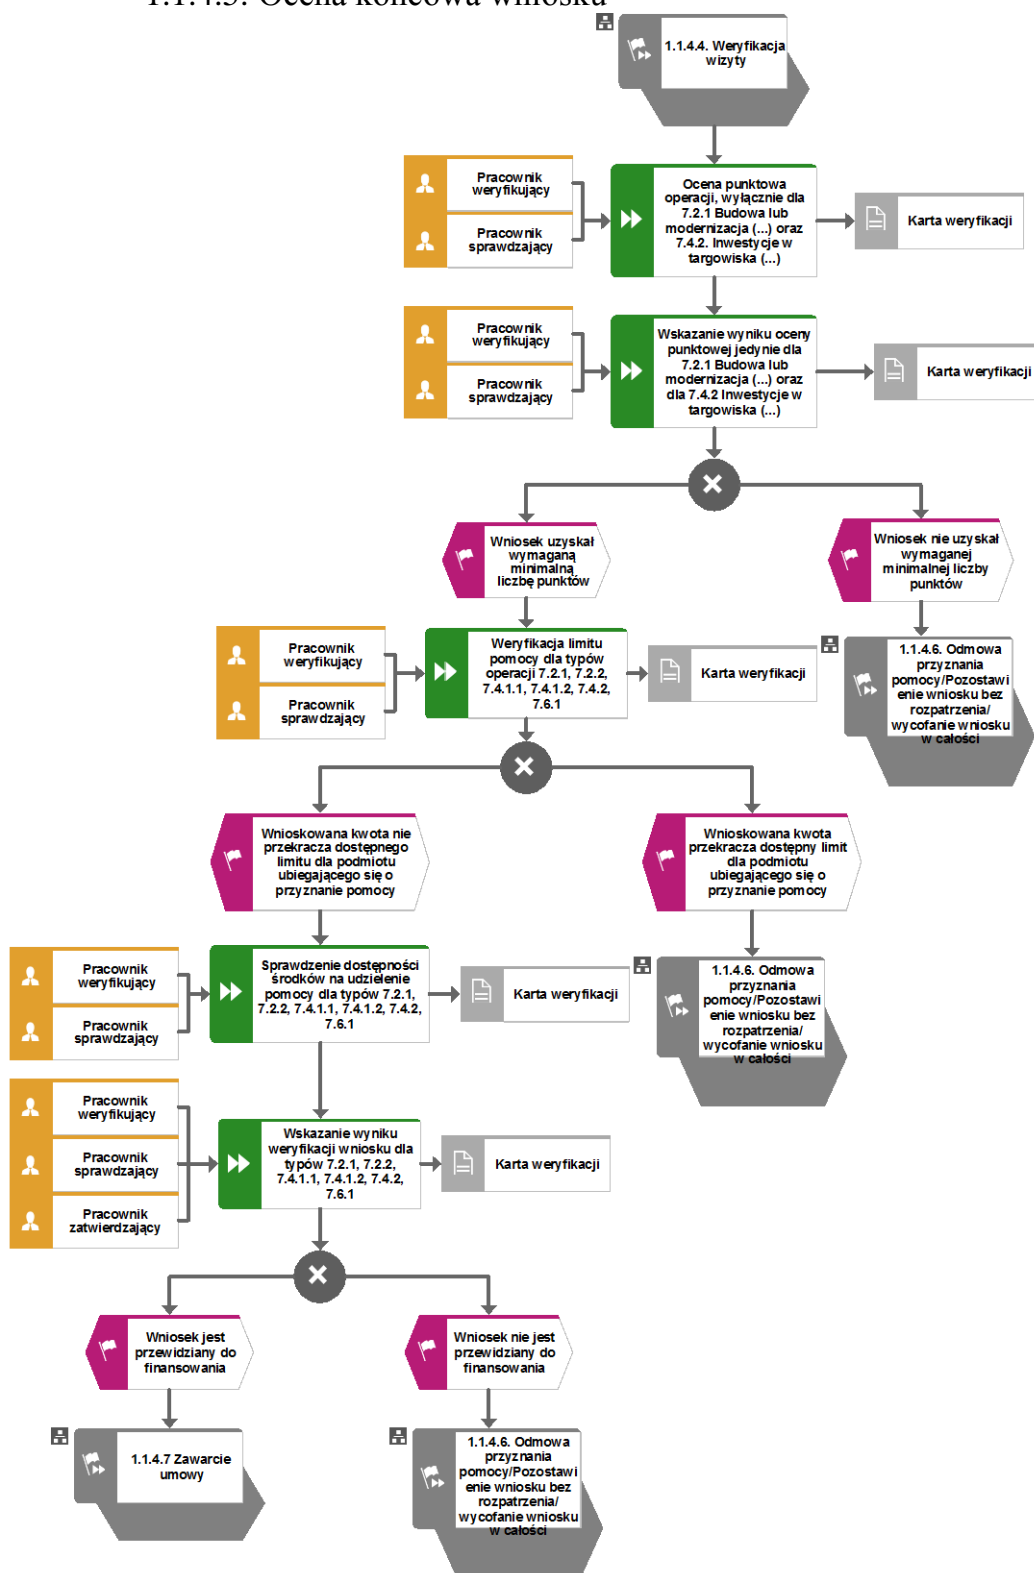 1.1.4.5. Ocena końcowa wniosku
1.1.4.4. Weryfikacja
wizyty
Pracownik
weryfikujący
Pracownik
sprawdzający
Ocena punktowa
operacji, wyłącznie dla
7.2.1 Budowa lub
modernizacja (...) oraz
7.4.2. Inwestycje w
targowiska (...)
Karta weryfikacji
Pracownik
weryfikujący
Pracownik
sprawdzający
Wskazanie wyniku oceny
punktowej jedynie dla
7.2.1 Budowa lub
modernizacja (...) oraz
dla 7.4.2 Inwestycje w
targowiska (...)
Karta weryfikacji
Wniosek uzyskał
wymaganą
minimalną
liczbę punktów
Wniosek nie uzyskał
wymaganej
minimalnej liczby
punktów
Pracownik
weryfikujący
Pracownik
sprawdzający
Weryfikacja limitu
pomocy dla typów
operacji 7.2.1, 7.2.2,
7.4.1.1, 7.4.1.2, 7.4.2,
7.6.1
Karta weryfikacji
1.1.4.6. Odmowa
przyznania
pomocy/Pozostawi
enie wniosku bez
rozpatrzenia/
wycofanie wniosku
w całości
Wnioskowana kwota nie
przekracza dostępnego
limitu dla podmiotu
ubiegającego się o
przyznanie pomocy
Wnioskowana kwota
przekracza dostępny limit
dla podmiotu
ubiegającego się o
przyznanie pomocy
Pracownik
weryfikujący
Pracownik
sprawdzający
Sprawdzenie dostępności
środków na udzielenie
pomocy dla typów 7.2.1,
7.2.2, 7.4.1.1, 7.4.1.2, 7.4.2,
7.6.1
Karta weryfikacji
1.1.4.6. Odmowa
przyznania
pomocy/Pozostawi
enie wniosku bez
rozpatrzenia/
wycofanie wniosku
w całości
Pracownik
weryfikujący
Pracownik
sprawdzający
Pracownik
zatwierdzający
Wskazanie wyniku
weryfikacji wniosku dla
typów 7.2.1, 7.2.2,
7.4.1.1, 7.4.1.2, 7.4.2,
7.6.1
Karta weryfikacji
Wniosek jest
przewidziany do
finansowania
Wniosek nie jest
przewidziany do
finansowania
1.1.4.7 Zawarcie
umowy
1.1.4.6. Odmowa
przyznania
pomocy/Pozostawi
enie wniosku bez
rozpatrzenia/
wycofanie wniosku
w całości